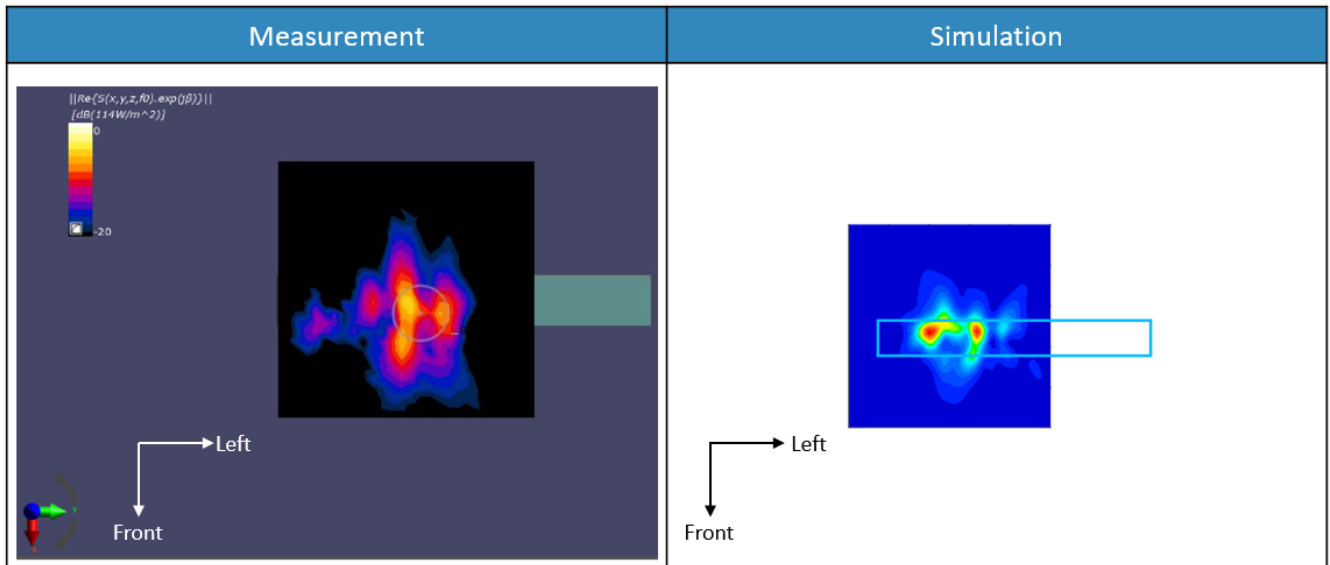 Measurement
Simulation
||Re{S(x,y,z,f0).exp(jβ)}||
[dB(114W/m^2)]
0
-20
Left
Front
y
x
Left
Front